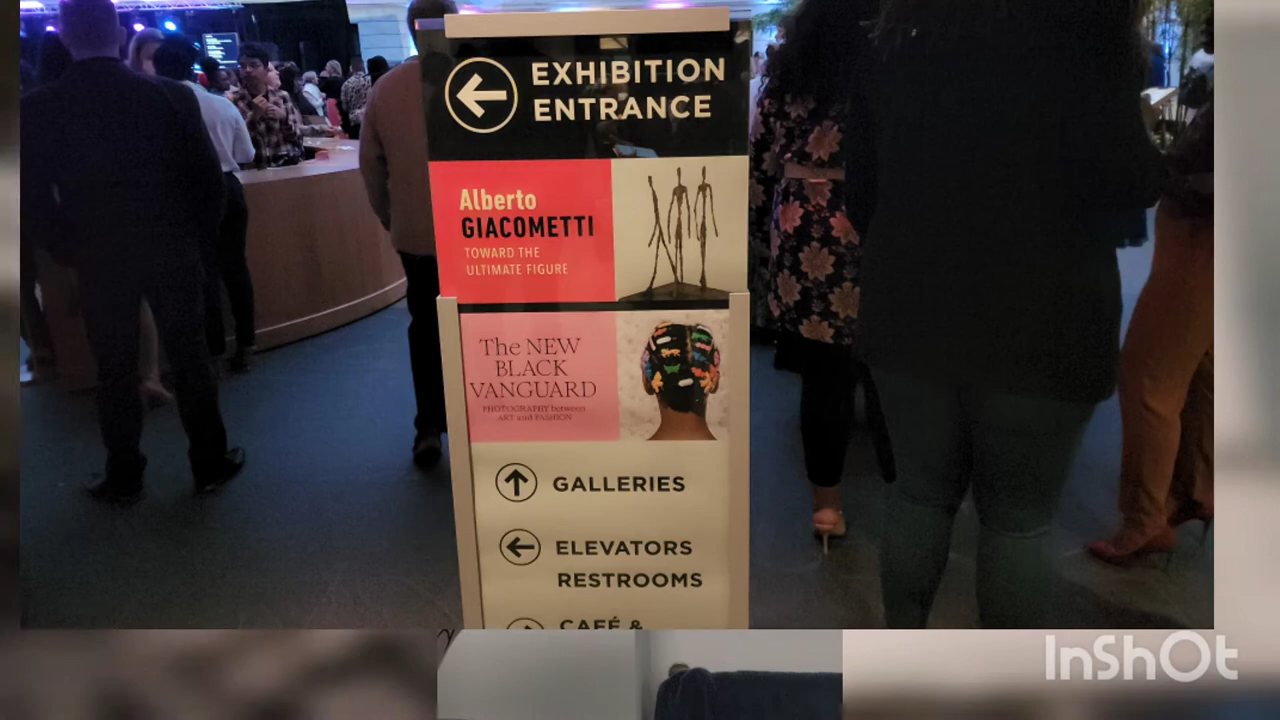 EXHIBITION
ENTRANCE
Alberto
GIACOMETTI
TOWARD THE
ULTIMATE FIGURE
The NEW
BLACK
VANGUARD
PHOTOGRAPHY between
ART and FASHION
GALLERIES
ELEVATORS
RESTROOMS
CAFÉ &
InShOt